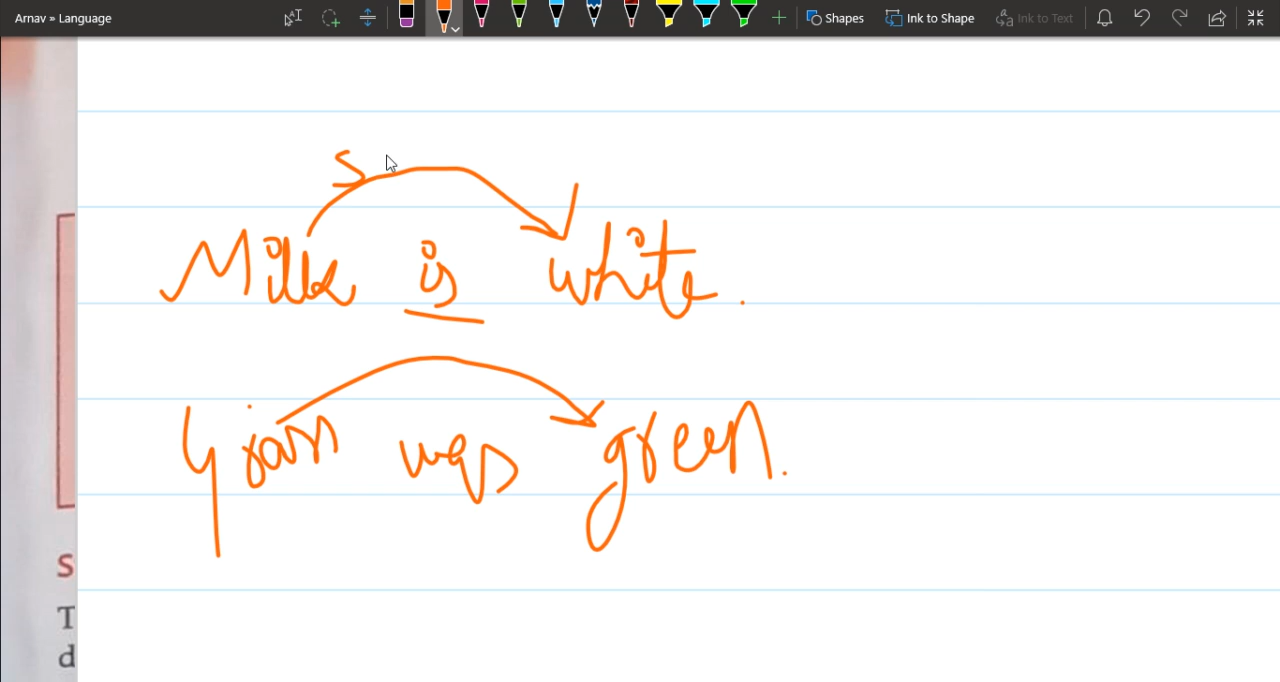 Arnav » Language
Shapes Ink to Shape Ink to Text
S
Milk is white.
Grass was green.
S
T
d